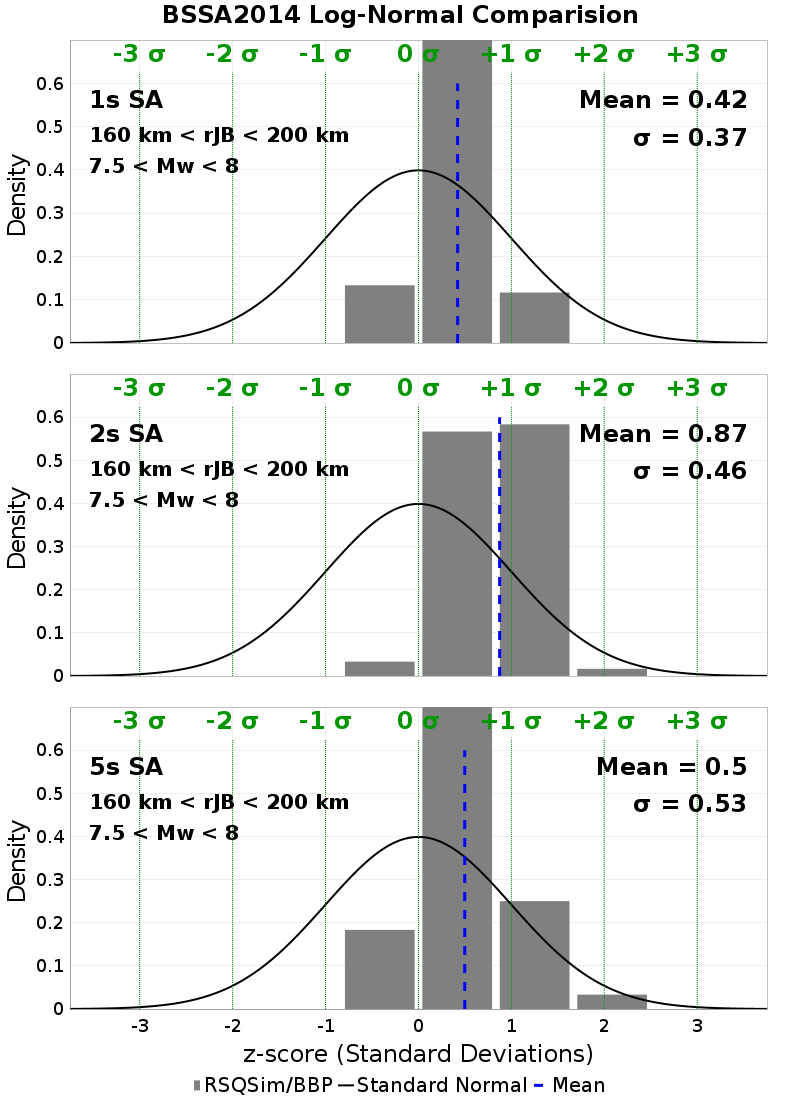 BSSA2014 Log-Normal Comparision
-3 σ -2 σ -1 σ 0 σ +1 σ +2 σ +3 σ
0.6
1s SA
Mean = 0.42
0.5
160 km < rJB < 200 km
σ = 0.37
7.5 < Mw < 8
0.4
0.3
0.2
0.1
0
Density
-3 σ -2 σ -1 σ 0 σ +1 σ +2 σ +3 σ
0.6
2s SA
Mean = 0.87
0.5
160 km < rJB < 200 km
σ = 0.46
7.5 < Mw < 8
0.4
0.3
0.2
0.1
0
Density
-3 σ -2 σ -1 σ 0 σ +1 σ +2 σ +3 σ
0.6
5s SA
Mean = 0.5
0.5
160 km < rJB < 200 km
σ = 0.53
7.5 < Mw < 8
0.4
0.3
0.2
0.1
0
Density
-3 -2 -1 0 1 2 3
z-score (Standard Deviations)
RSQSim/BBP Standard Normal Mean